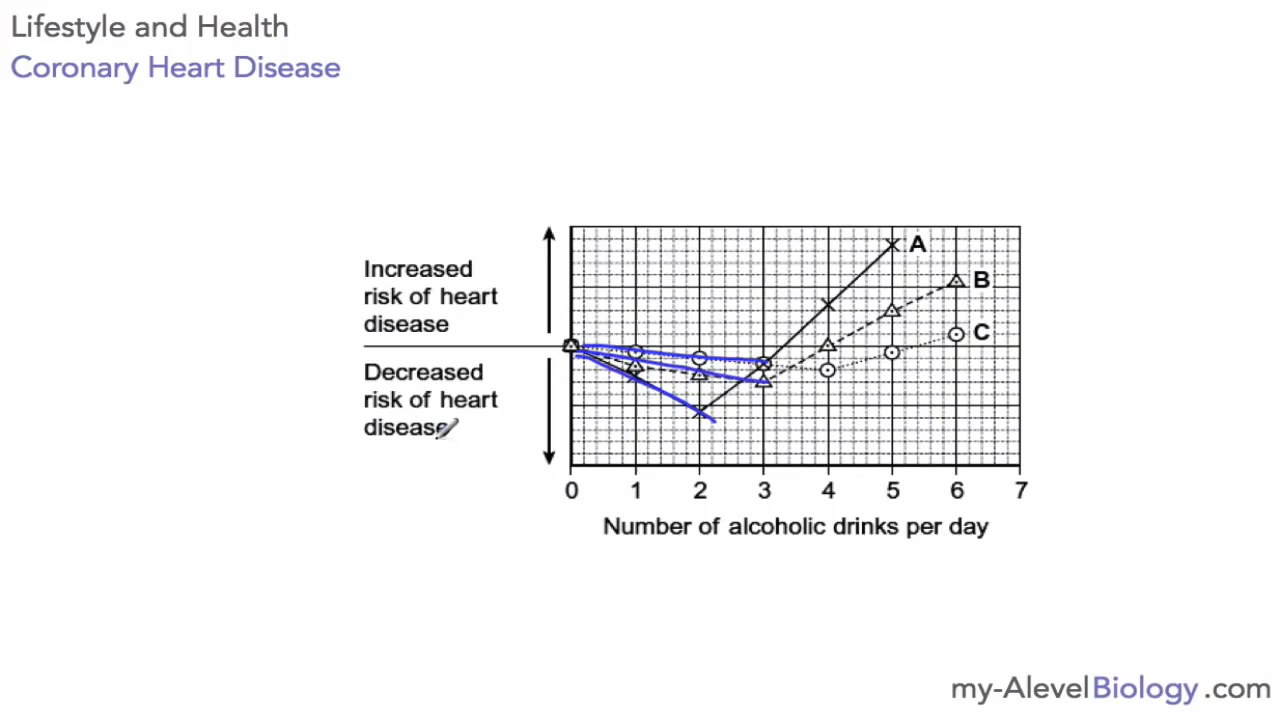 Lifestyle and Health
Coronary Heart Disease
Increased
risk of heart
disease
Decreased
risk of heart
disease
A
B
C
0 1 2 3 4 5 6 7
Number of alcoholic drinks per day
my-AlevelBiology.com